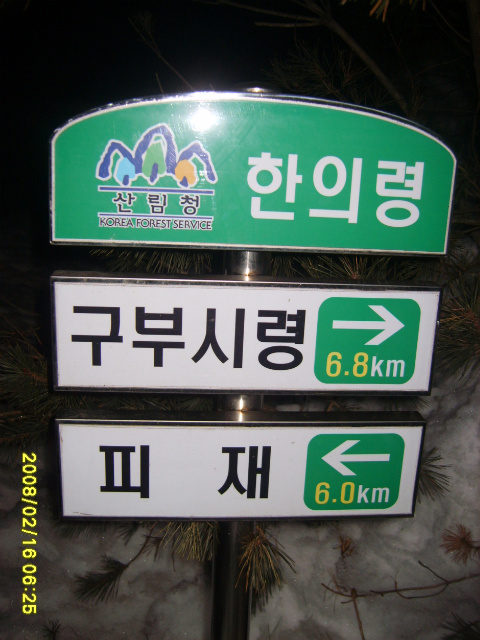 산림청
KOREA FOREST SERVICE
한의령
구부시령
6.8km
피 재
6.0km
2008/02/16 06:25